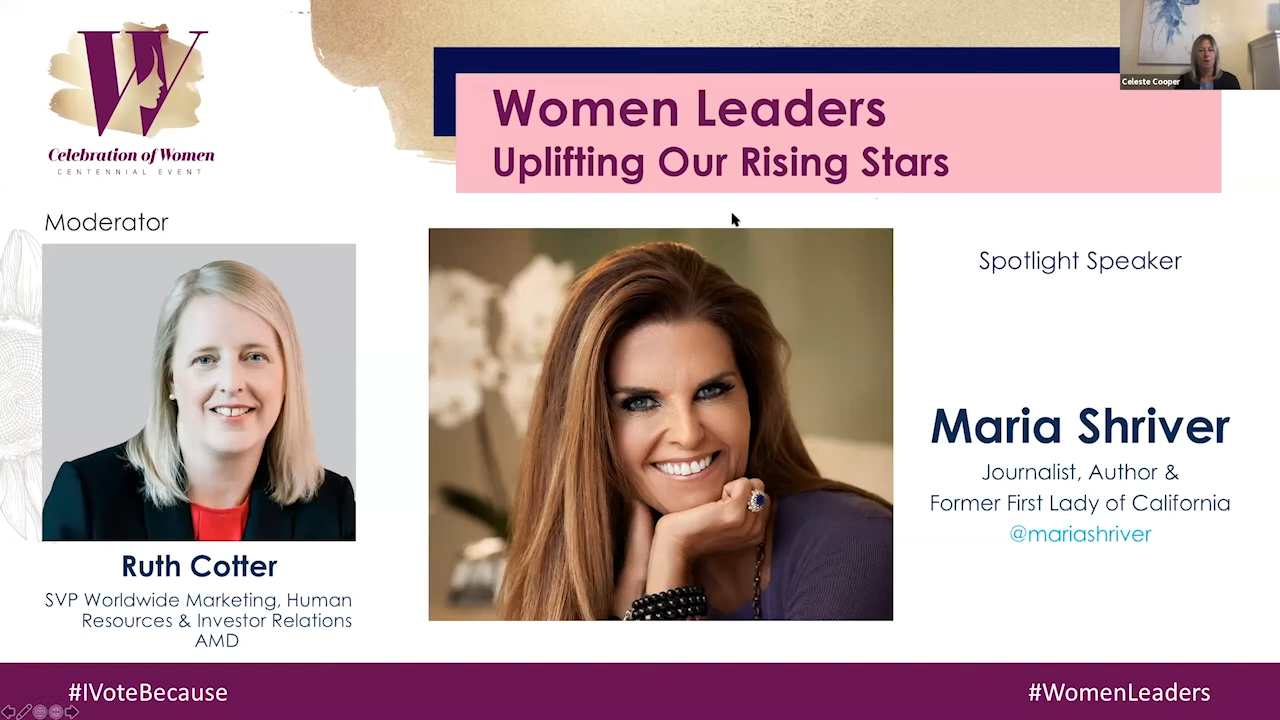 W
Celebration of Women
CENTENNIAL EVENT
Women Leaders
Uplifting Our Rising Stars
Celeste Cooper
Moderator
Ruth Cotter
SVP Worldwide Marketing, Human
Resources & Investor Relations
AMD
Spotlight Speaker
Maria Shriver
Journalist, Author &
Former First Lady of California
@mariashriver
#IVoteBecause
#WomenLeaders